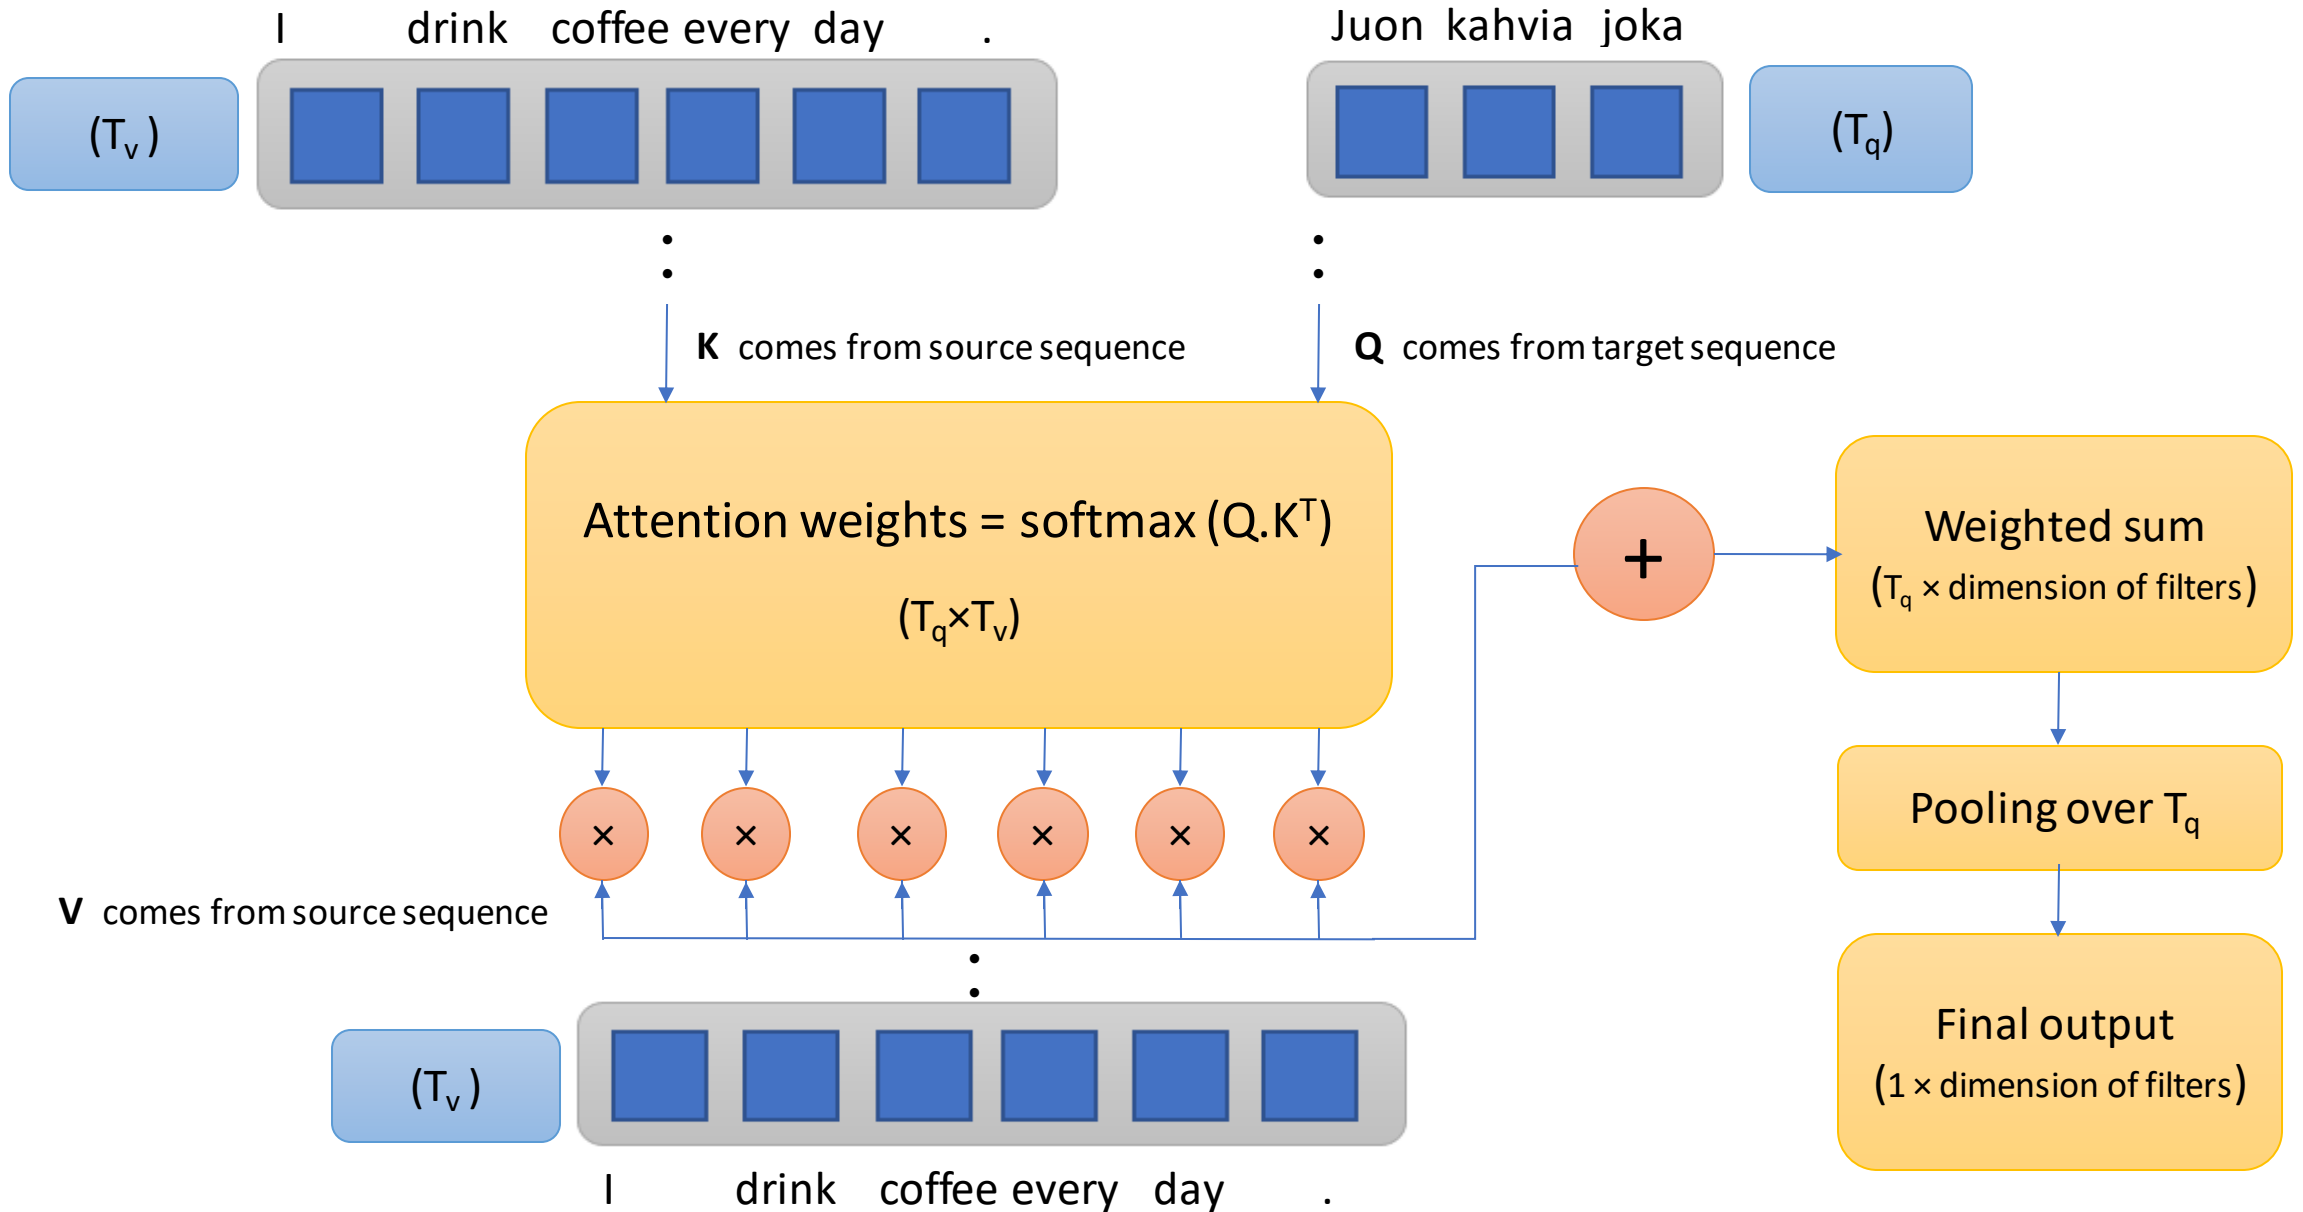 I drink coffee every day .
Juon kahvia joka
(Tv )
(Tq)
K comes from source sequence
Q comes from target sequence
Attention weights = softmax (Q.K^T)
(Tq×Tv)
+
Weighted sum
(Tq × dimension of filters)
× × × × × ×
Pooling over Tq
V comes from source sequence
Final output
(1 × dimension of filters)
(Tv )
I drink coffee every day .